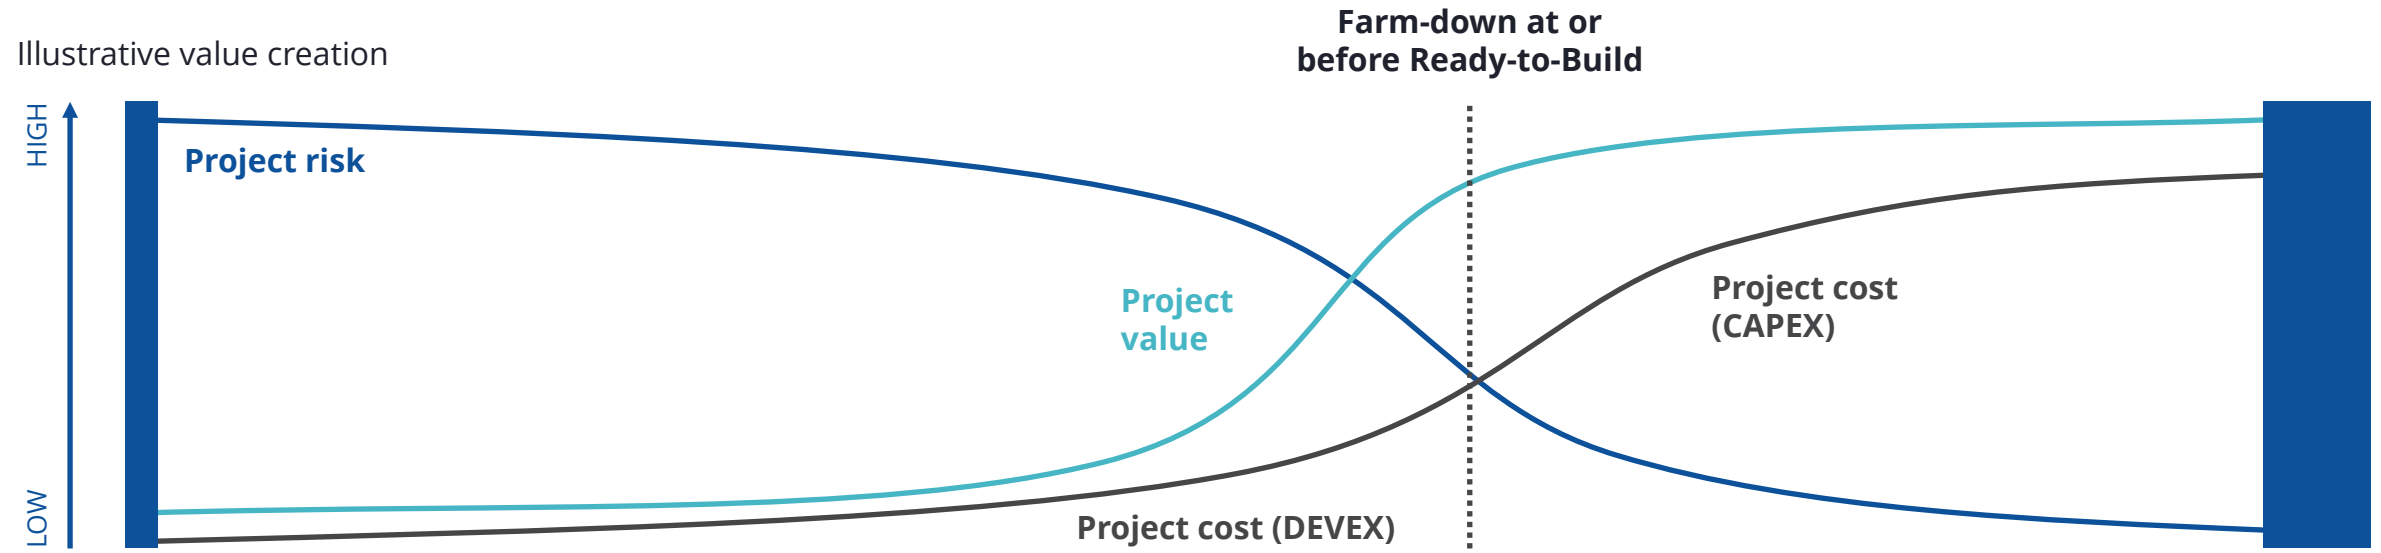 Farm-down at or
before Ready-to-Build
Illustrative value creation
HIGH
Project risk
Project
value
Project cost
(CAPEX)
LOW
Project cost (DEVEX)